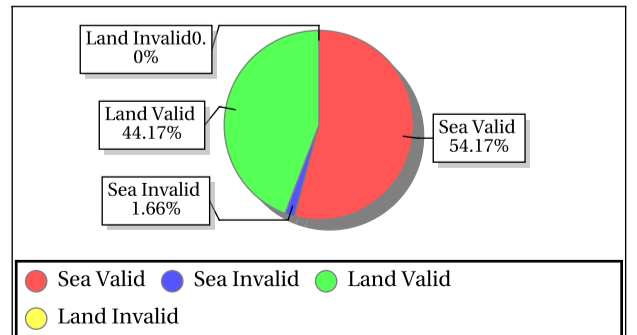 Land Invalid0.
0%
Land Valid
44.17%
Sea Valid
54.17%
Sea Invalid
1.66%
Sea Valid Sea Invalid Land Valid
Land Invalid